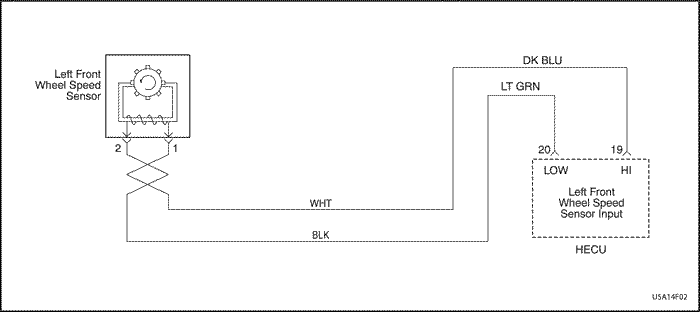 DK BLU
Left Front
Wheel Speed
Sensor
LT GRN
2
1
20
19
LOW
HI
Left Front
Wheel Speed
Sensor Input
WHT
BLK
HECU
USA14F02